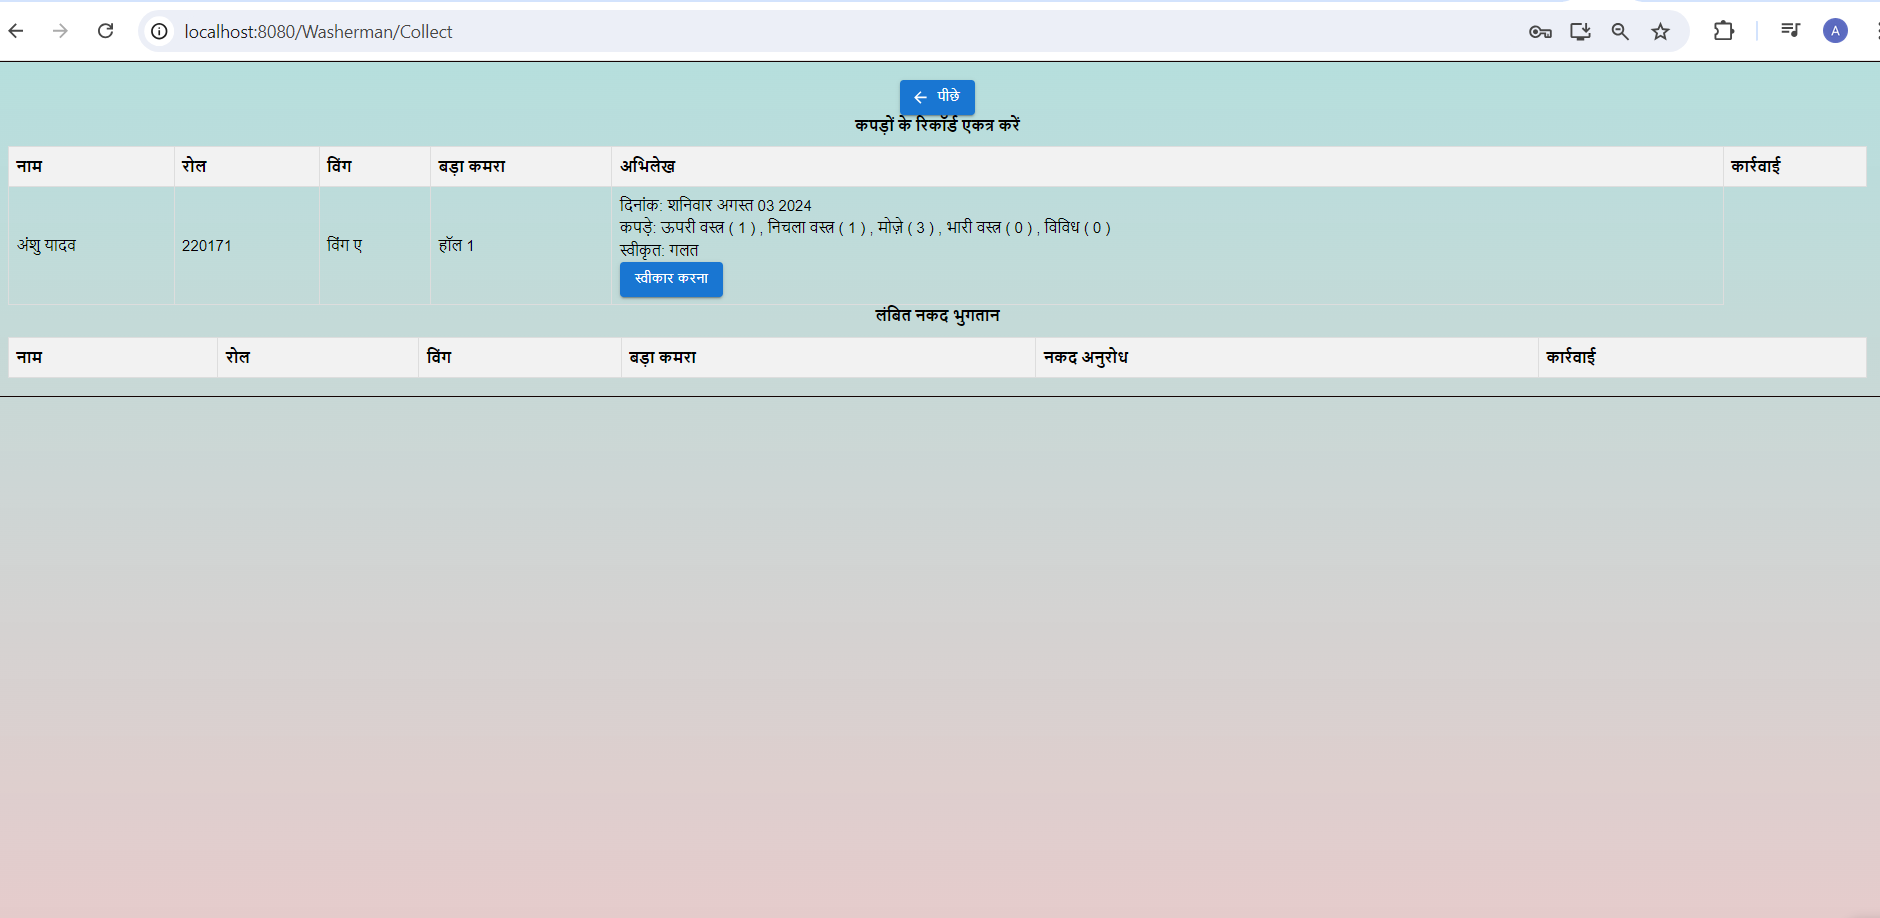 localhost:8080/Washerman/Collect
A
पीछे
कपड़ों के रिकॉर्ड एकत्र करें
नाम रोल विंग बड़ा कमरा अभिलेख कार्रवाई
अंशु यादव 220171 विंग ए हॉल 1
दिनांक: शनिवार अगस्त 03 2024
कपड़े: ऊपरी वस्त्र ( 1 ) , निचला वस्त्र ( 1 ) , मोज़े ( 3 ) , भारी वस्त्र ( 0 ) , विविध ( 0 )
स्वीकृत: गलत
स्वीकार करना
लंबित नकद भुगतान
नाम रोल विंग बड़ा कमरा नकद अनुरोध कार्रवाई